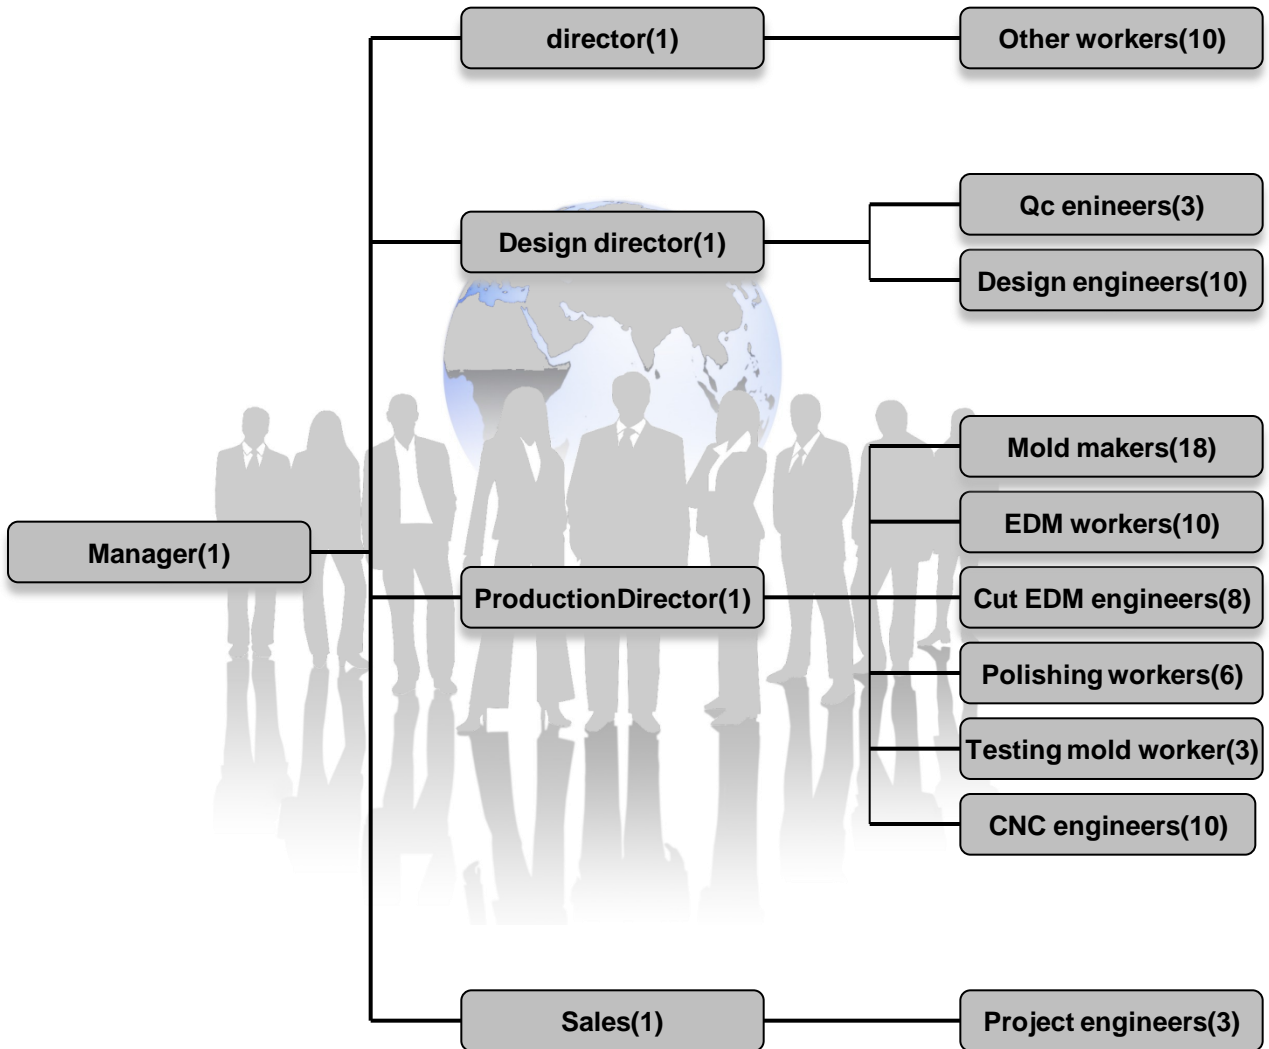 director(1)
Other workers(10)
Qc enineers(3)
Design director(1)
Design engineers(10)
Mold makers(18)
EDM workers(10)
Manager(1)
ProductionDirector(1)
Cut EDM engineers(8)
Polishing workers(6)
Testing mold worker(3)
CNC engineers(10)
Sales(1)
Project engineers(3)